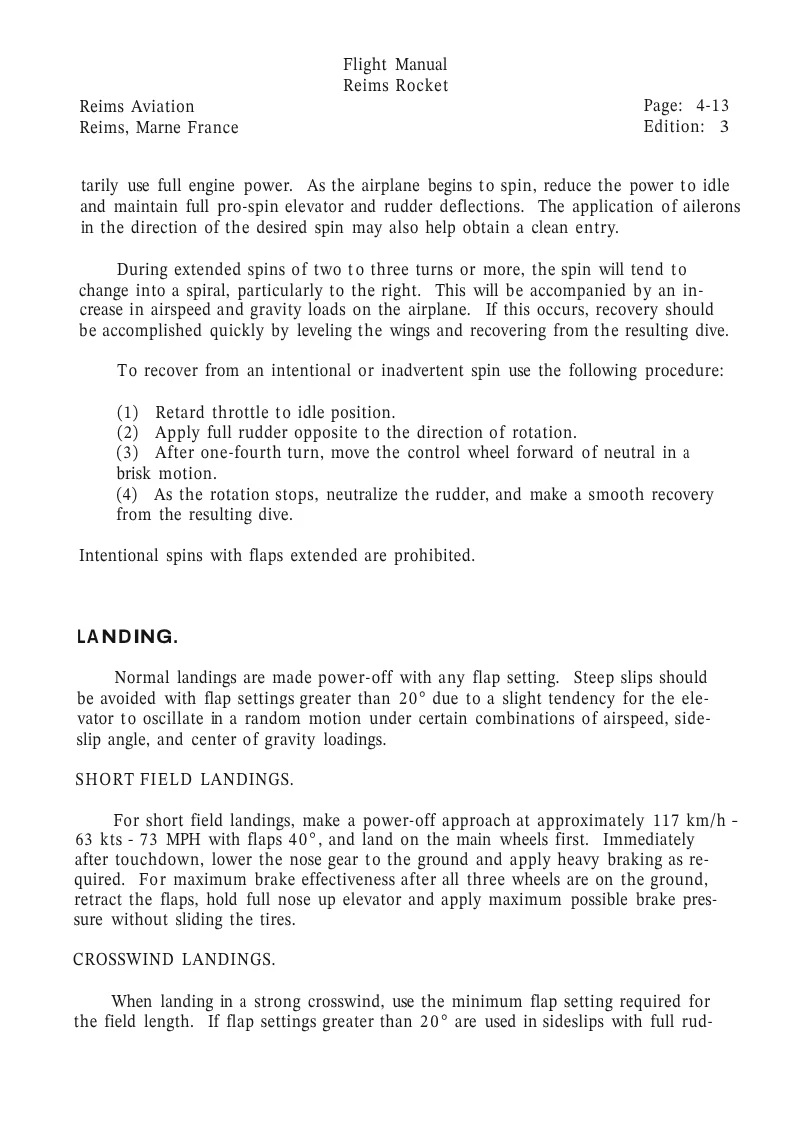 Flight Manual
Reims Rocket
Reims Aviation
Reims, Marne France
Page: 4-13
Edition: 3
tarily use full engine power. As the airplane begins to spin, reduce the power to idle
and maintain full pro-spin elevator and rudder deflections. The application of ailerons
in the direction of the desired spin may also help obtain a clean entry.
During extended spins of two to three turns or more, the spin will tend to
change into a spiral, particularly to the right. This will be accompanied by an in-
crease in airspeed and gravity loads on the airplane. If this occurs, recovery should
be accomplished quickly by leveling the wings and recovering from the resulting dive.
To recover from an intentional or inadvertent spin use the following procedure:
(1) Retard throttle to idle position.
(2) Apply full rudder opposite to the direction of rotation.
(3) After one-fourth turn, move the control wheel forward of neutral in a
brisk motion.
(4) As the rotation stops, neutralize the rudder, and make a smooth recovery
from the resulting dive.
Intentional spins with flaps extended are prohibited.
LANDING.
Normal landings are made power-off with any flap setting. Steep slips should
be avoided with flap settings greater than 20° due to a slight tendency for the ele-
vator to oscillate in a random motion under certain combinations of airspeed, side-
slip angle, and center of gravity loadings.
SHORT FIELD LANDINGS.
For short field landings, make a power-off approach at approximately 117 km/h -
63 kts - 73 MPH with flaps 40°, and land on the main wheels first. Immediately
after touchdown, lower the nose gear to the ground and apply heavy braking as re-
quired. For maximum brake effectiveness after all three wheels are on the ground,
retract the flaps, hold full nose up elevator and apply maximum possible brake pres-
sure without sliding the tires.
CROSSWIND LANDINGS.
When landing in a strong crosswind, use the minimum flap setting required for
the field length. If flap settings greater than 20° are used in sideslips with full rud-